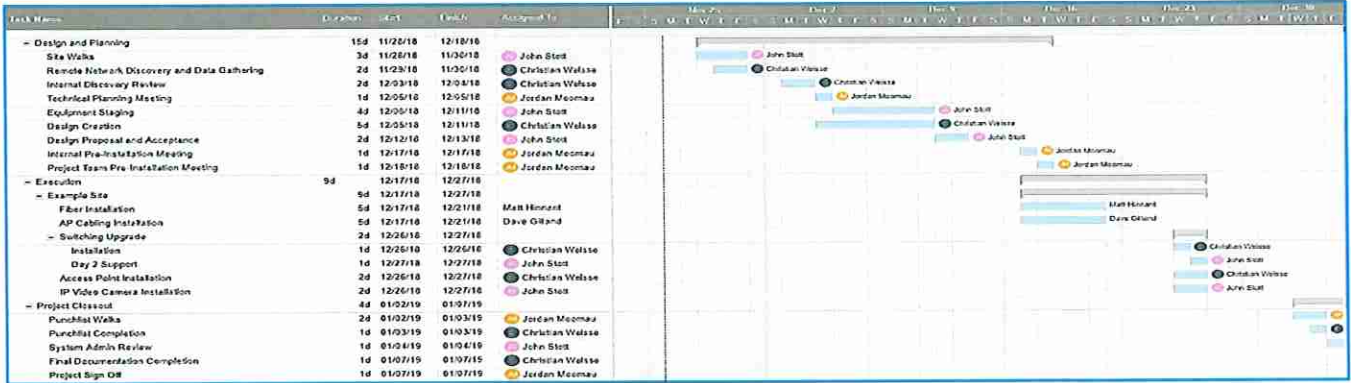 Task Name Duration Start Finish Assigned To Nov 25 Dec 2 Dec 9 Dec 16 Dec 23 Dec 30
F S S M T W T F S S M T W T F S S M T W T F S S M T W T F S S M T W T F S S M T W T F
– Design and Planning 15d 11/28/18 12/18/18
Site Walks 3d 11/28/18 11/30/18 John Stott John Stott
Remote Network Discovery and Data Gathering 2d 11/29/18 11/30/18 Christian Weisse Christian Weisse
Internal Discovery Review 2d 12/03/18 12/04/18 Christian Weisse Christian Weisse
Technical Planning Meeting 1d 12/05/18 12/05/18 Jordan Moomau Jordan Moomau
Equipment Staging 4d 12/06/18 12/11/18 John Stott John Stott
Design Creation 5d 12/05/18 12/11/18 Christian Weisse Christian Weisse
Design Proposal and Acceptance 2d 12/12/18 12/13/18 John Stott John Stott
Internal Pre-Installation Meeting 1d 12/17/18 12/17/18 Jordan Moomau Jordan Moomau
Project Team Pre-Installation Meeting 1d 12/18/18 12/18/18 Jordan Moomau Jordan Moomau
– Execution 9d 12/17/18 12/27/18
– Example Site 9d 12/17/18 12/27/18
Fiber Installation 5d 12/17/18 12/21/18 Matt Hinnant Matt Hinnant
AP Cabling Installation 5d 12/17/18 12/21/18 Dave Gilland Dave Gilland
– Switching Upgrade 2d 12/26/18 12/27/18
Installation 1d 12/26/18 12/26/18 Christian Weisse Christian Weisse
Day 2 Support 1d 12/27/18 12/27/18 John Stott John Stott
Access Point Installation 2d 12/26/18 12/27/18 Christian Weisse Christian Weisse
IP Video Camera Installation 2d 12/26/18 12/27/18 John Stott John Stott
– Project Closeout 4d 01/02/19 01/07/19
Punchlist Walks 2d 01/02/19 01/03/19 Jordan Moomau
Punchlist Completion 1d 01/03/19 01/03/19 Christian Weisse
System Admin Review 1d 01/04/19 01/04/19 John Stott
Final Documentation Completion 1d 01/07/19 01/07/19 Christian Weisse
Project Sign Off 1d 01/07/19 01/07/19 Jordan Moomau